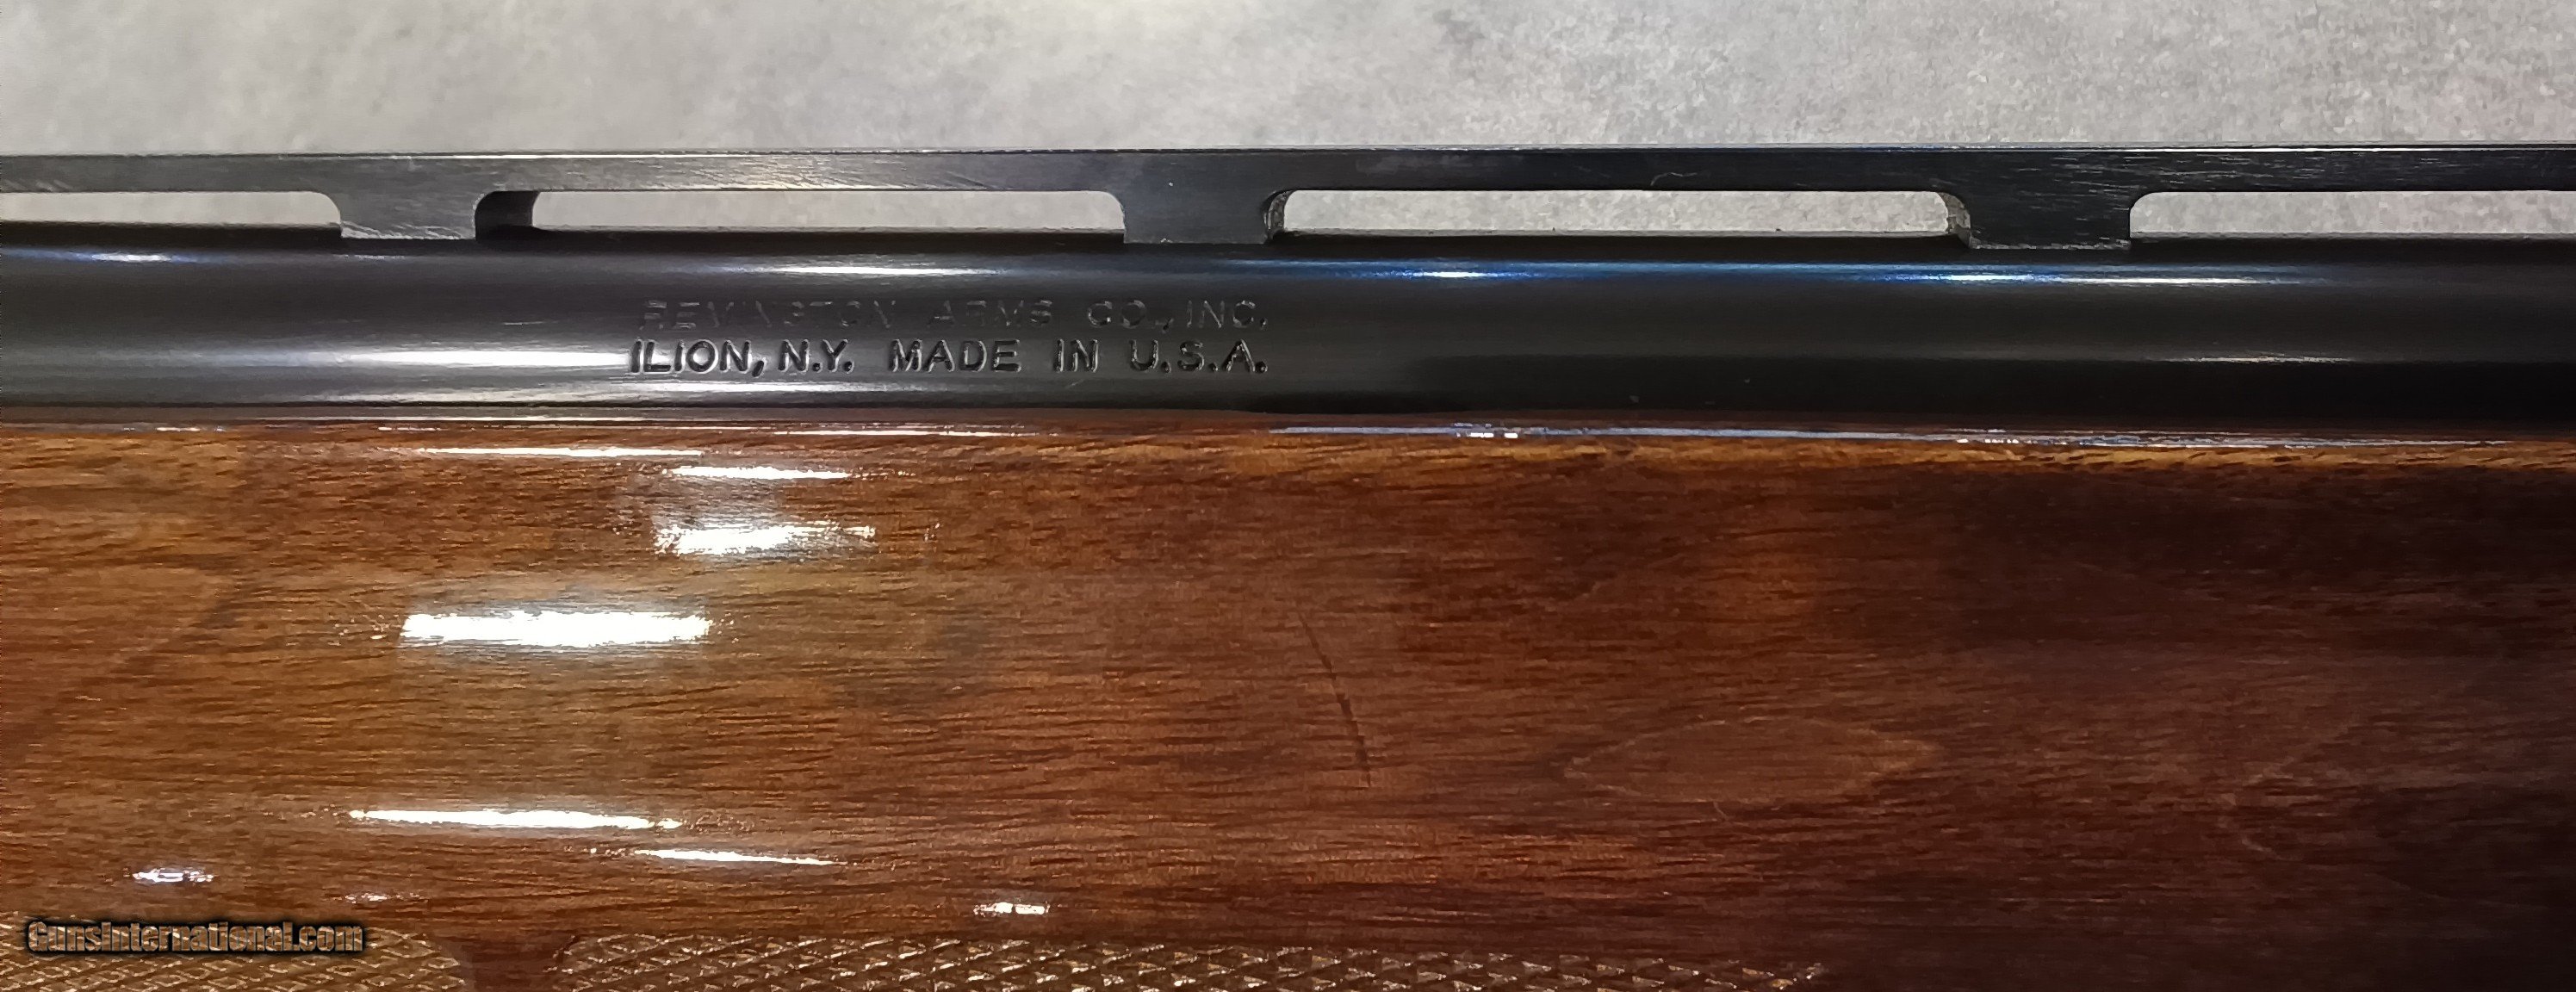 REMINGTON ARMS CO., INC.
ILION, N.Y. MADE IN U.S.A.
GunsInternational.com